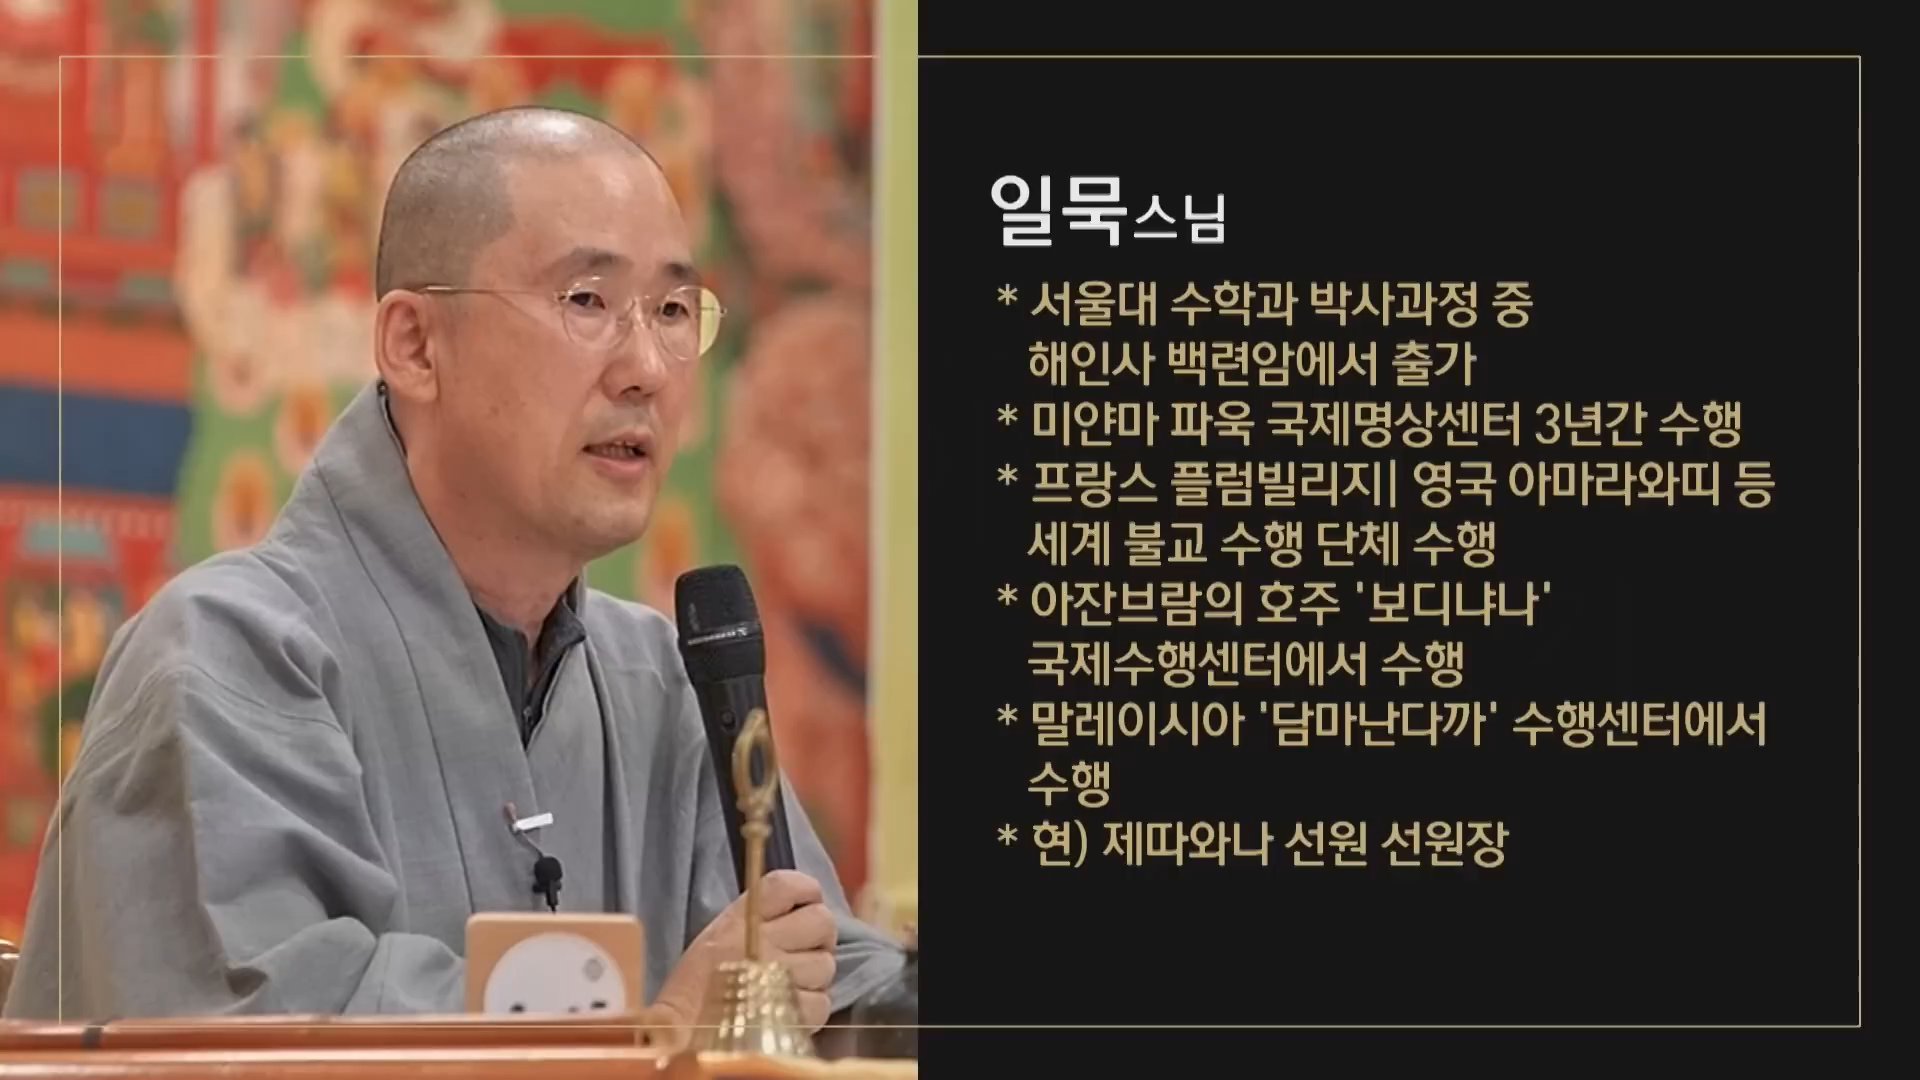 일묵스님
* 서울대 수학과 박사과정 중
해인사 백련암에서 출가
* 미얀마 파욱 국제명상센터 3년간 수행
* 프랑스 플럼빌리지| 영국 아마라와띠 등
세계 불교 수행 단체 수행
* 아잔브람의 호주 '보디냐나'
국제수행센터에서 수행
* 말레이시아 '담마난다까' 수행센터에서
수행
* 현) 제따와나 선원 선원장